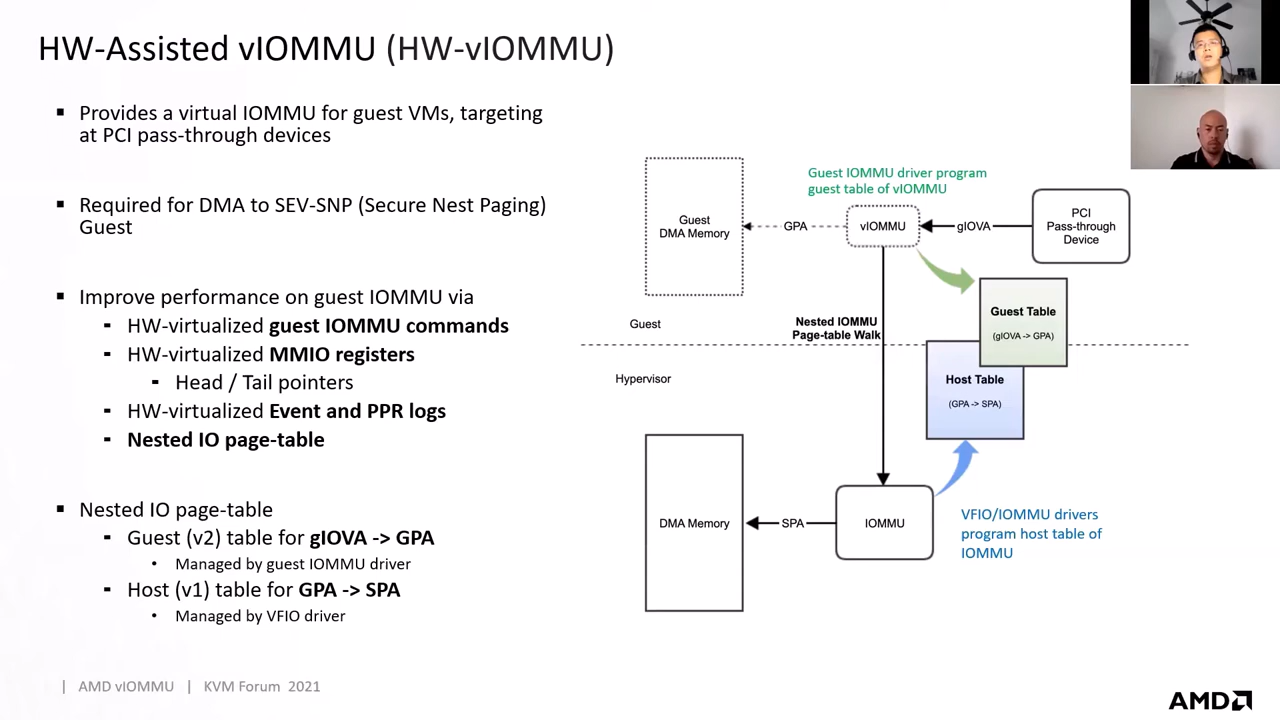 HW-Assisted vIOMMU (HW-vIOMMU)
Provides a virtual IOMMU for guest VMs, targeting
at PCI pass-through devices
Required for DMA to SEV-SNP (Secure Nest Paging)
Guest
Improve performance on guest IOMMU via
HW-virtualized guest IOMMU commands
HW-virtualized MMIO registers
Head / Tail pointers
HW-virtualized Event and PPR logs
Nested IO page-table
Nested IO page-table
Guest (v2) table for gIOVA -> GPA
Managed by guest IOMMU driver
Host (v1) table for GPA -> SPA
Managed by VFIO driver
Guest IOMMU driver program
guest table of vIOMMU
Guest
DMA Memory
GPA
vIOMMU
gIOVA
PCI
Pass-through
Device
Guest Table
(gIOVA -> GPA)
Nested IOMMU
Page-table Walk
Guest
Hypervisor
Host Table
(GPA -> SPA)
DMA Memory
SPA
IOMMU
VFIO/IOMMU drivers
program host table of
IOMMU
| AMD vIOMMU | KVM Forum 2021
AMD